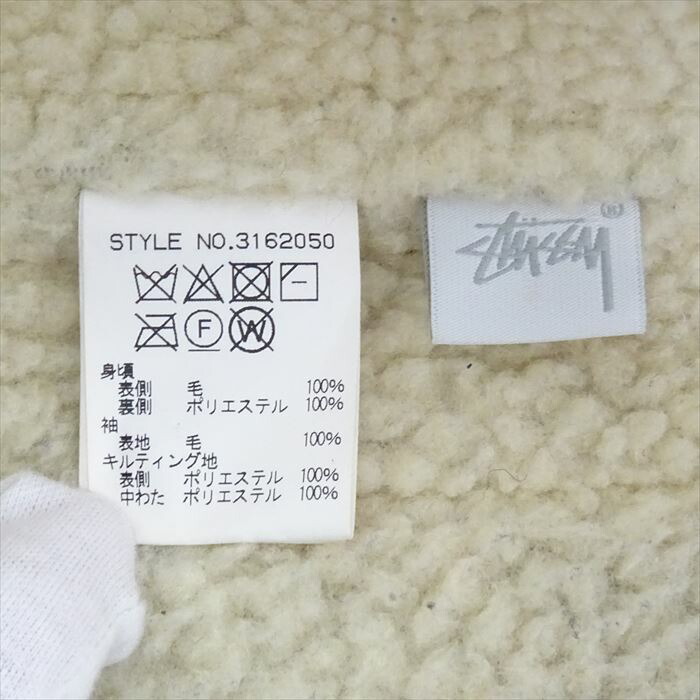 STYLE NO.3162050
F W
身頃
表側 毛 100%
裏側 ポリエステル 100%
袖
表地 毛 100%
キルティング地
表側 ポリエステル 100%
中わた ポリエステル 100%
STÜSSY ®